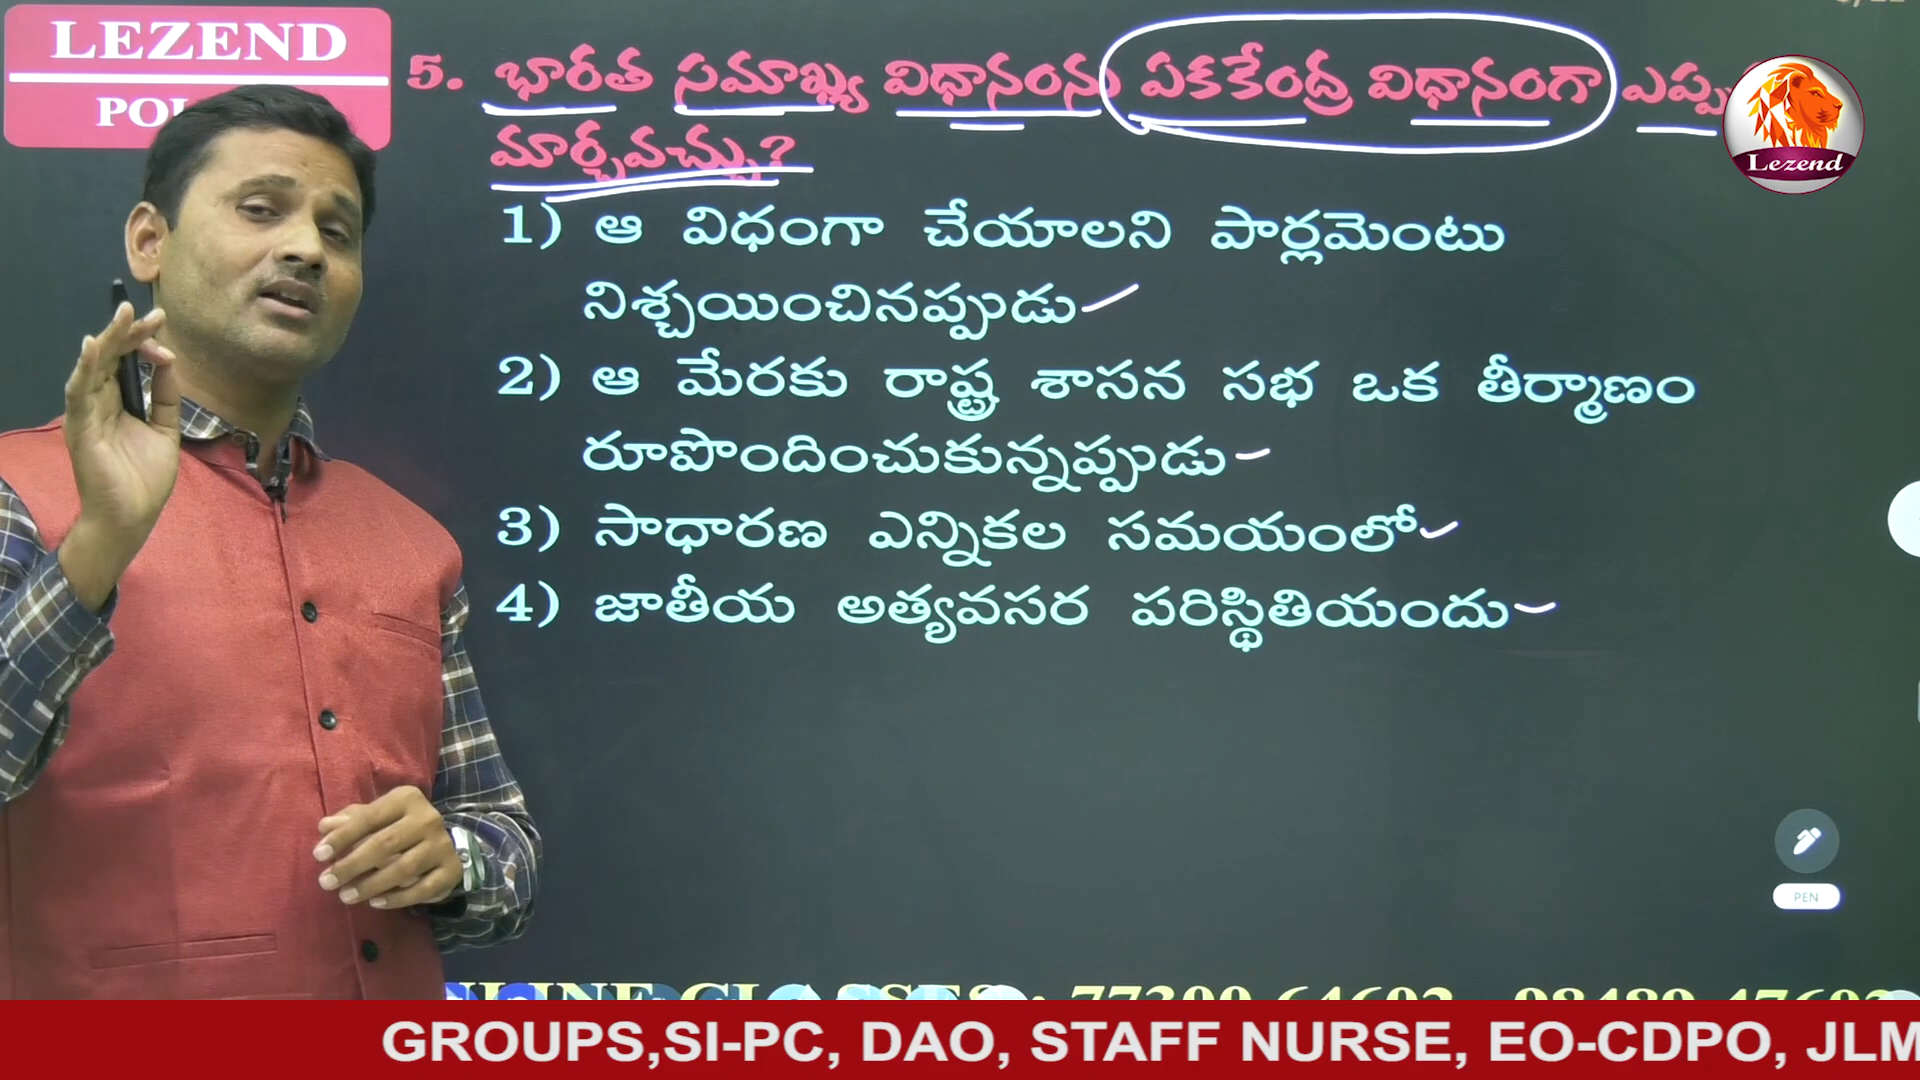 LEZEND
5. భారత సమాఖ్య విధానంను ఏకకేంద్ర విధానంగా
మార్చవచ్చు?
Lezend
1) ఆ విధంగా చేయాలని పార్లమెంటు
నిశ్చయించినప్పుడు
2) ఆ మేరకు రాష్ట్ర శాసన సభ ఒక తీర్మాణం
రూపొందించుకున్నప్పుడు
3) సాధారణ ఎన్నికల సమయంలో
4) జాతీయ అత్యవసర పరిస్థితియందు
PEN
GROUPS,SI-PC, DAO, STAFF NURSE, EO-CDPO, JLM